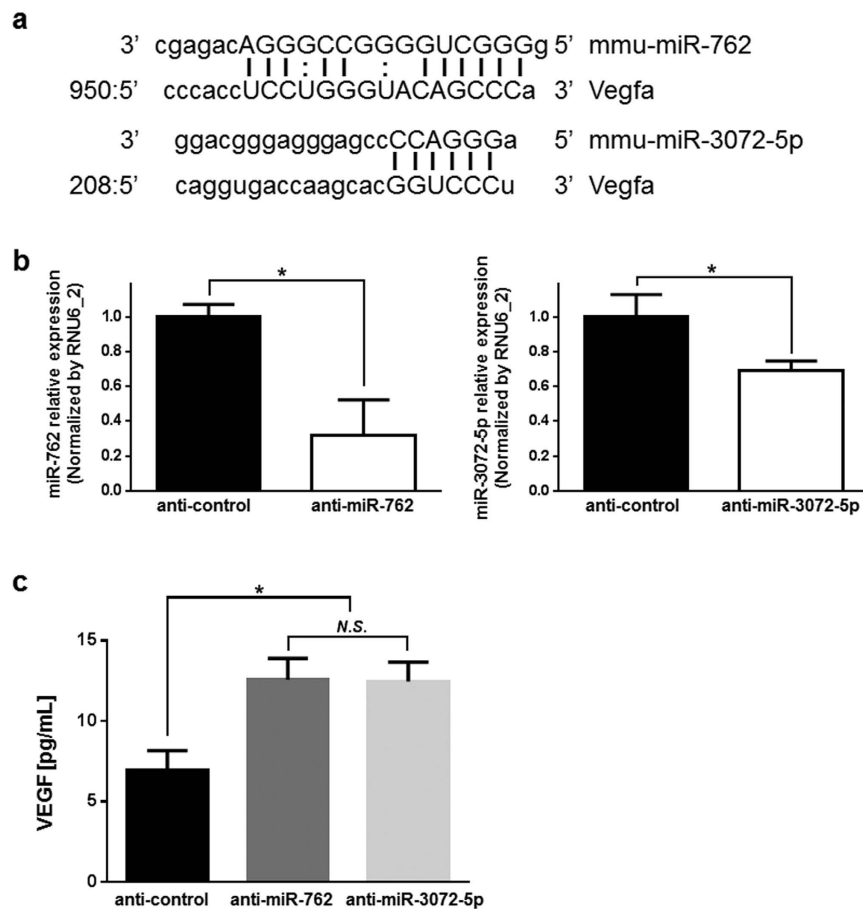 a
3’ cgagacAGGGCCGGGGUCGGGg 5’ mmu-miR-762
950:5’ cccaccUCCUGGGUACAGCCCa 3’ Vegfa
3’ ggacgggagggagccCCAGGGa 5’ mmu-miR-3072-5p
208:5’ caggugaccaagcacGGUCCCu 3’ Vegfa
b
miR-762 relative expression
(Normalized by RNU6_2)
1.0
0.8
0.6
0.4
0.2
0.0
*
anti-control anti-miR-762
miR-3072-5p relative expression
(Normalized by RNU6_2)
1.0
0.8
0.6
0.4
0.2
0.0
*
anti-control anti-miR-3072-5p
c
VEGF [pg/mL]
15
10
5
0
*
N.S.
anti-control anti-miR-762 anti-miR-3072-5p